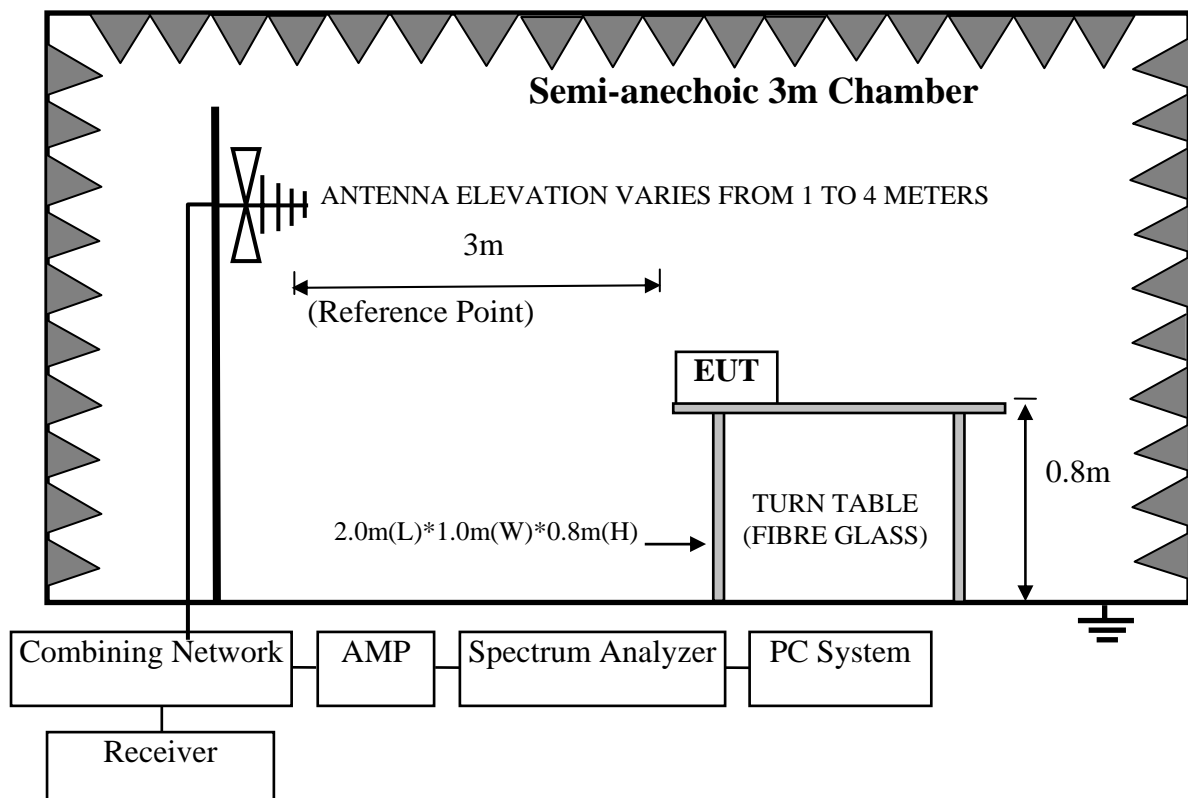 Semi-anechoic 3m Chamber
ANTENNA ELEVATION VARIES FROM 1 TO 4 METERS
3m
(Reference Point)
EUT
0.8m
TURN TABLE
(FIBRE GLASS)
2.0m(L)*1.0m(W)*0.8m(H)
Combining Network
AMP
Spectrum Analyzer
PC System
Receiver